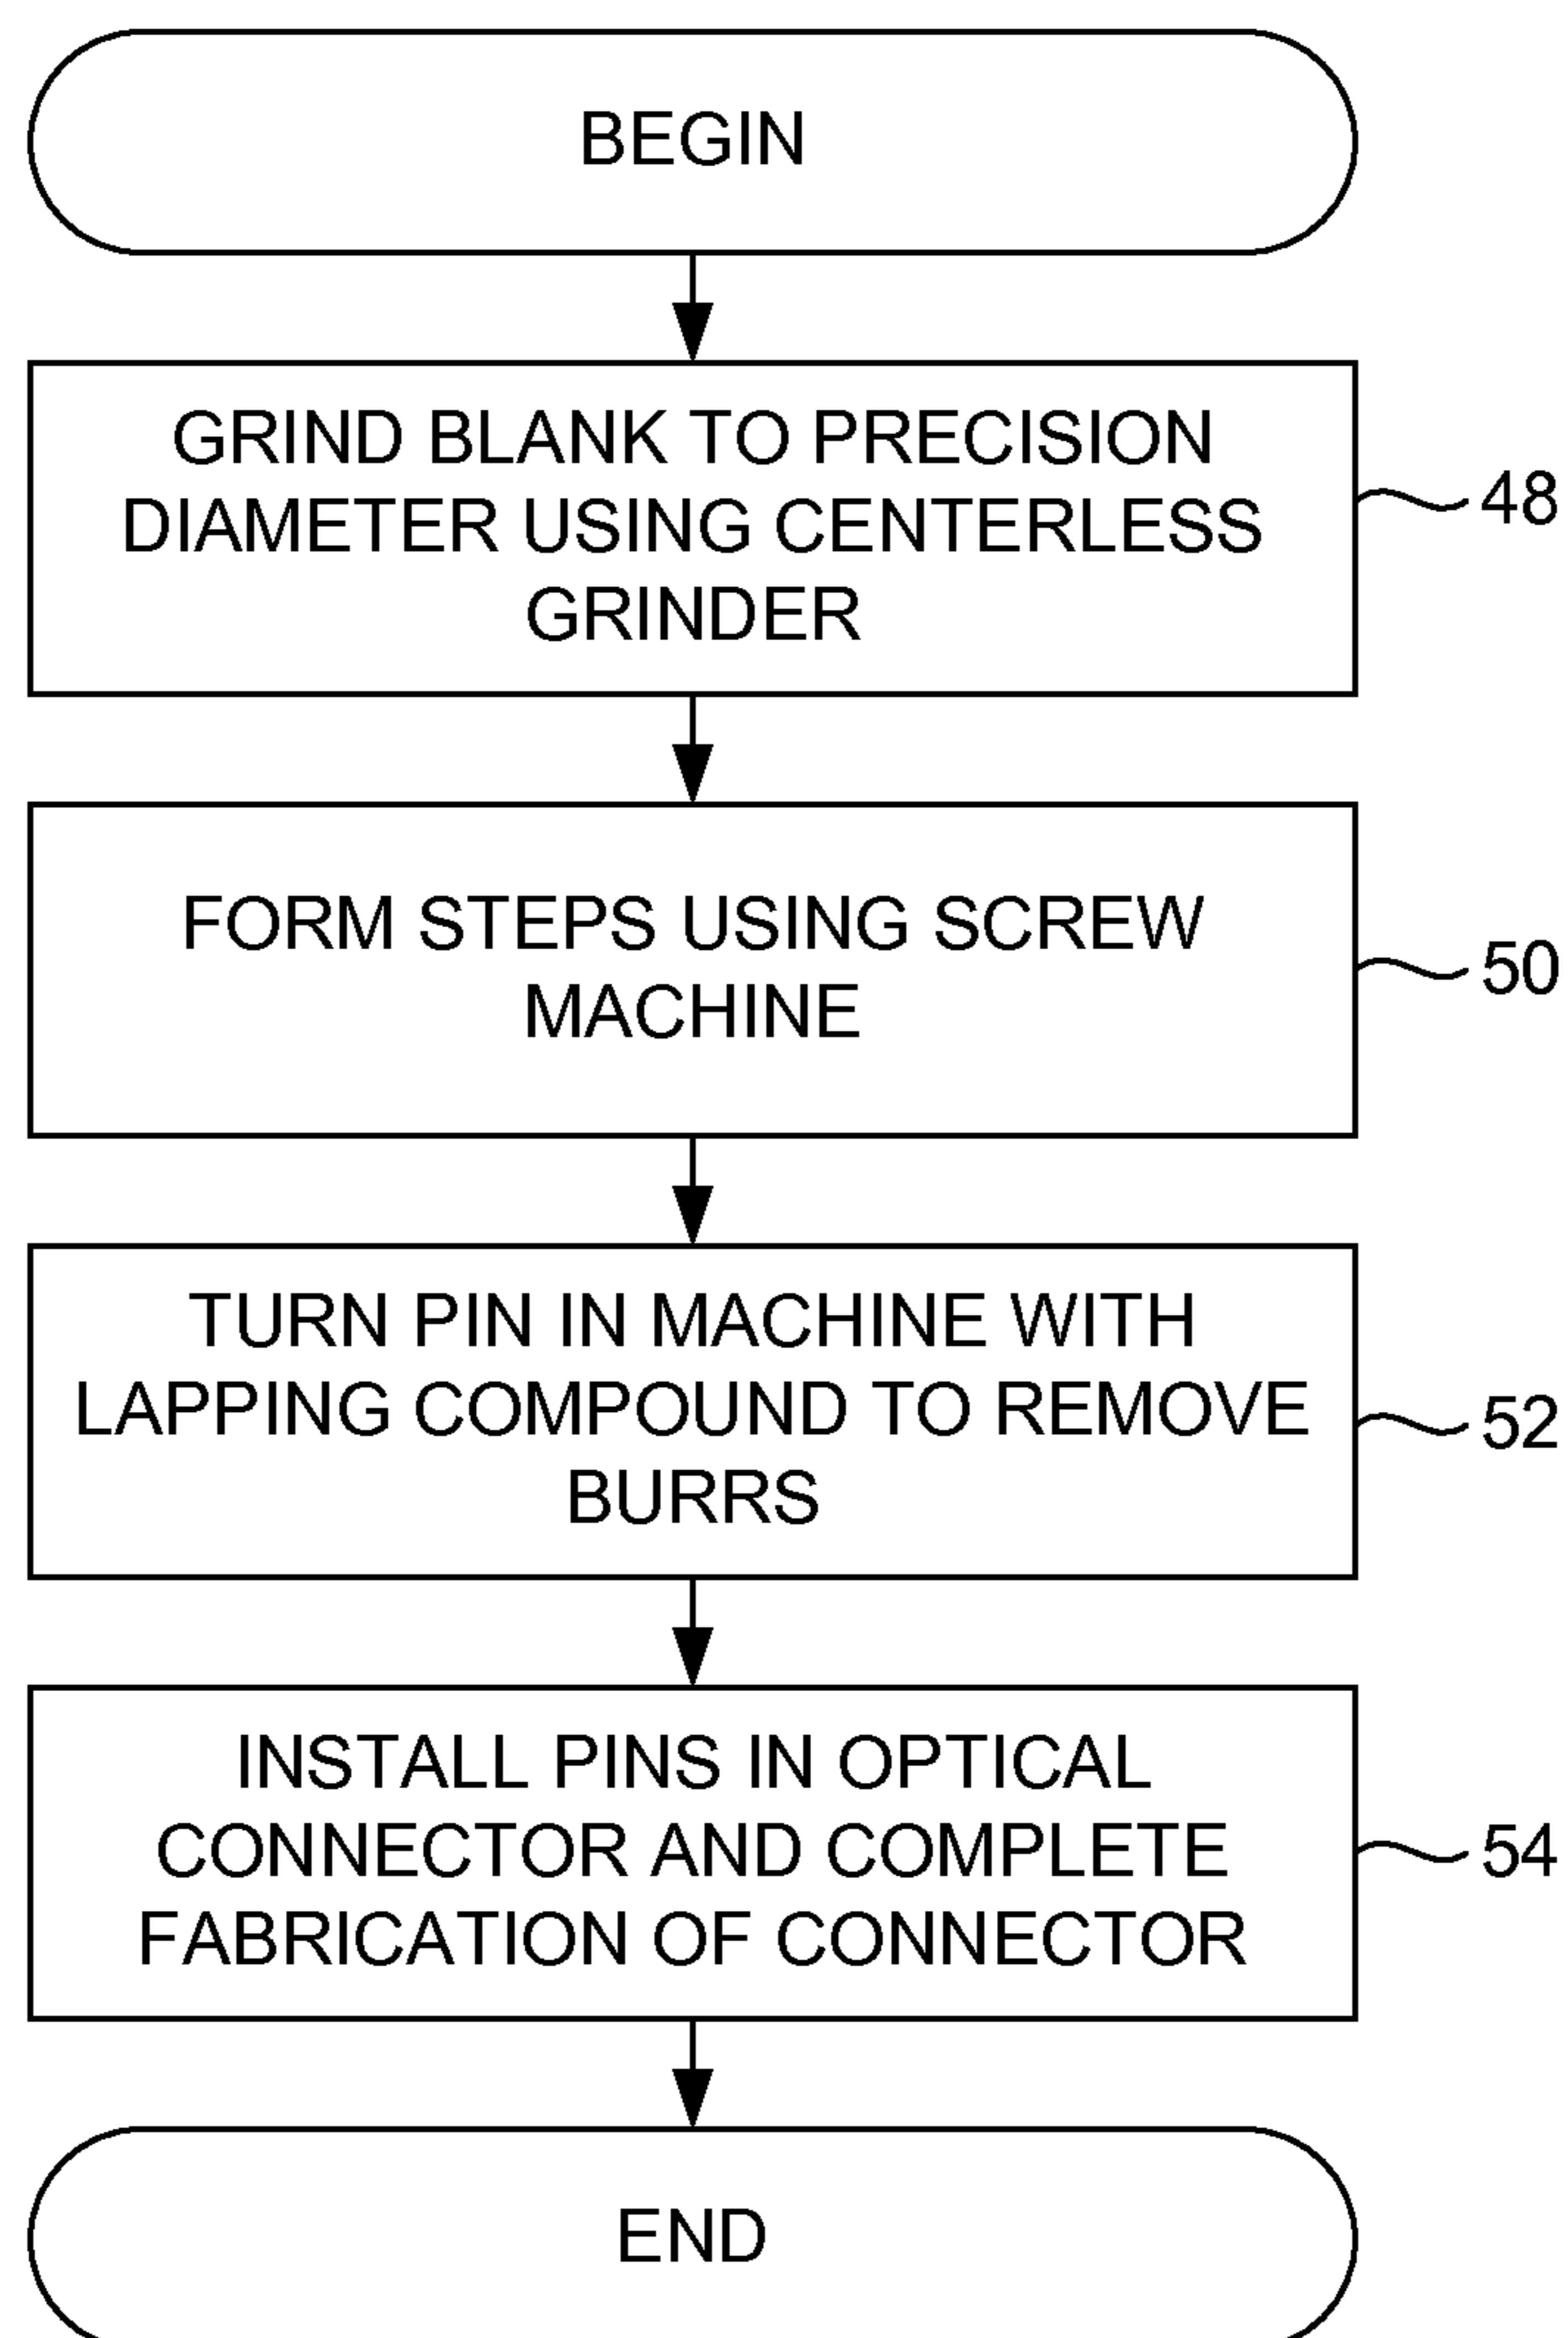 BEGIN
GRIND BLANK TO PRECISION
DIAMETER USING CENTERLESS
GRINDER
48
FORM STEPS USING SCREW
MACHINE
50
TURN PIN IN MACHINE WITH
LAPPING COMPOUND TO REMOVE
BURRS
52
INSTALL PINS IN OPTICAL
CONNECTOR AND COMPLETE
FABRICATION OF CONNECTOR
54
END